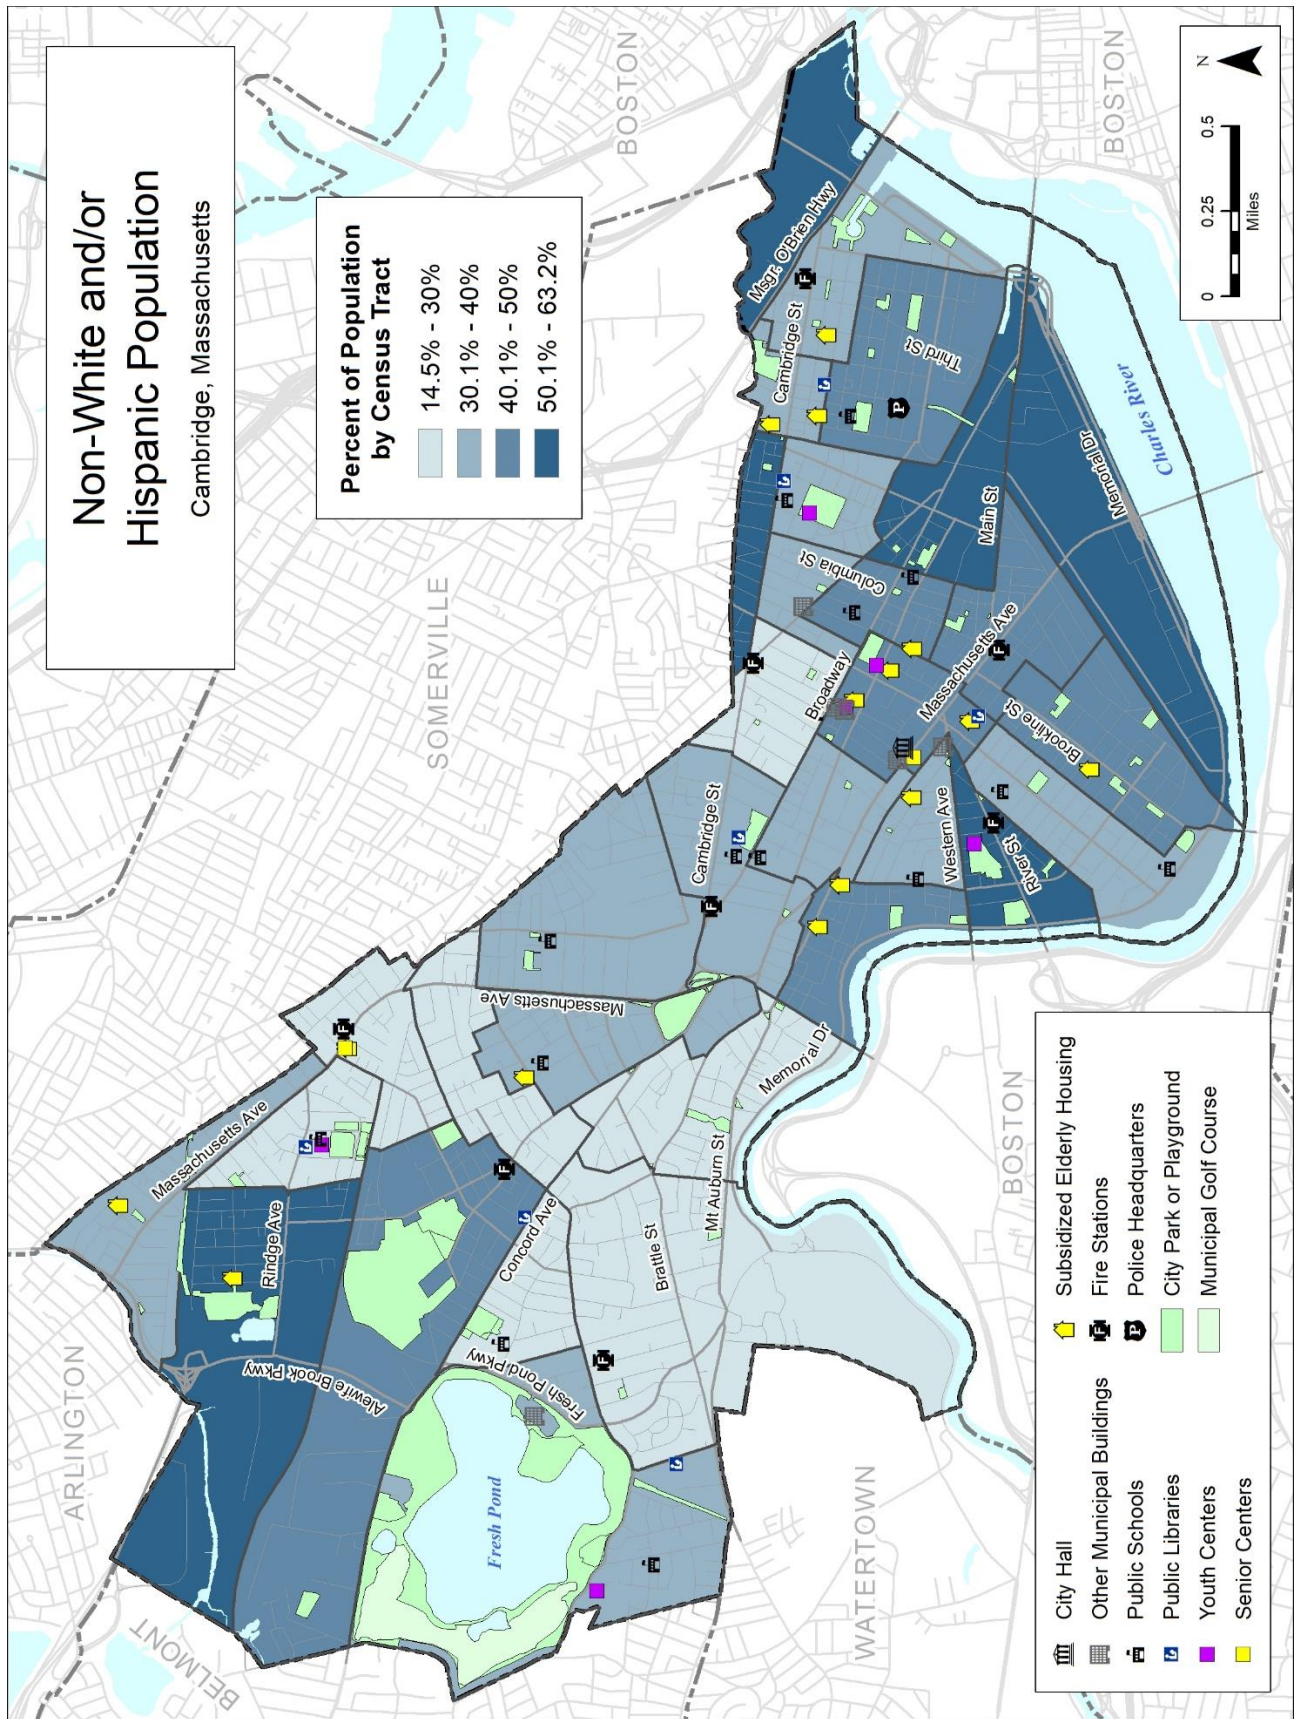 Non-White and/or
Hispanic Population
Cambridge, Massachusetts
Percent of Population
by Census Tract
14.5% - 30%
30.1% - 40%
40.1% - 50%
50.1% - 63.2%
ARLINGTON
BELMONT
SOMERVILLE
BOSTON
BOSTON
BOSTON
WATERTOWN
Massachusetts Ave
Rindge Ave
Alewife Brook Pkwy
Concord Ave
Fresh Pond Pkwy
Fresh Pond
Brattle St
Mt Auburn St
Memorial Dr
Massachusetts Ave
Cambridge St
Broadway
Columbia St
Cambridge St
Msgr. O'Brien Hwy
Third St
Main St
Massachusetts Ave
Western Ave
River St
Brookline St
Memorial Dr
Charles River
City Hall
Other Municipal Buildings
Public Schools
Public Libraries
Youth Centers
Senior Centers
Subsidized Elderly Housing
F Fire Stations
P Police Headquarters
City Park or Playground
Municipal Golf Course
N
0 0.25 0.5
Miles
F
F
F
F
F
F
F
F
P